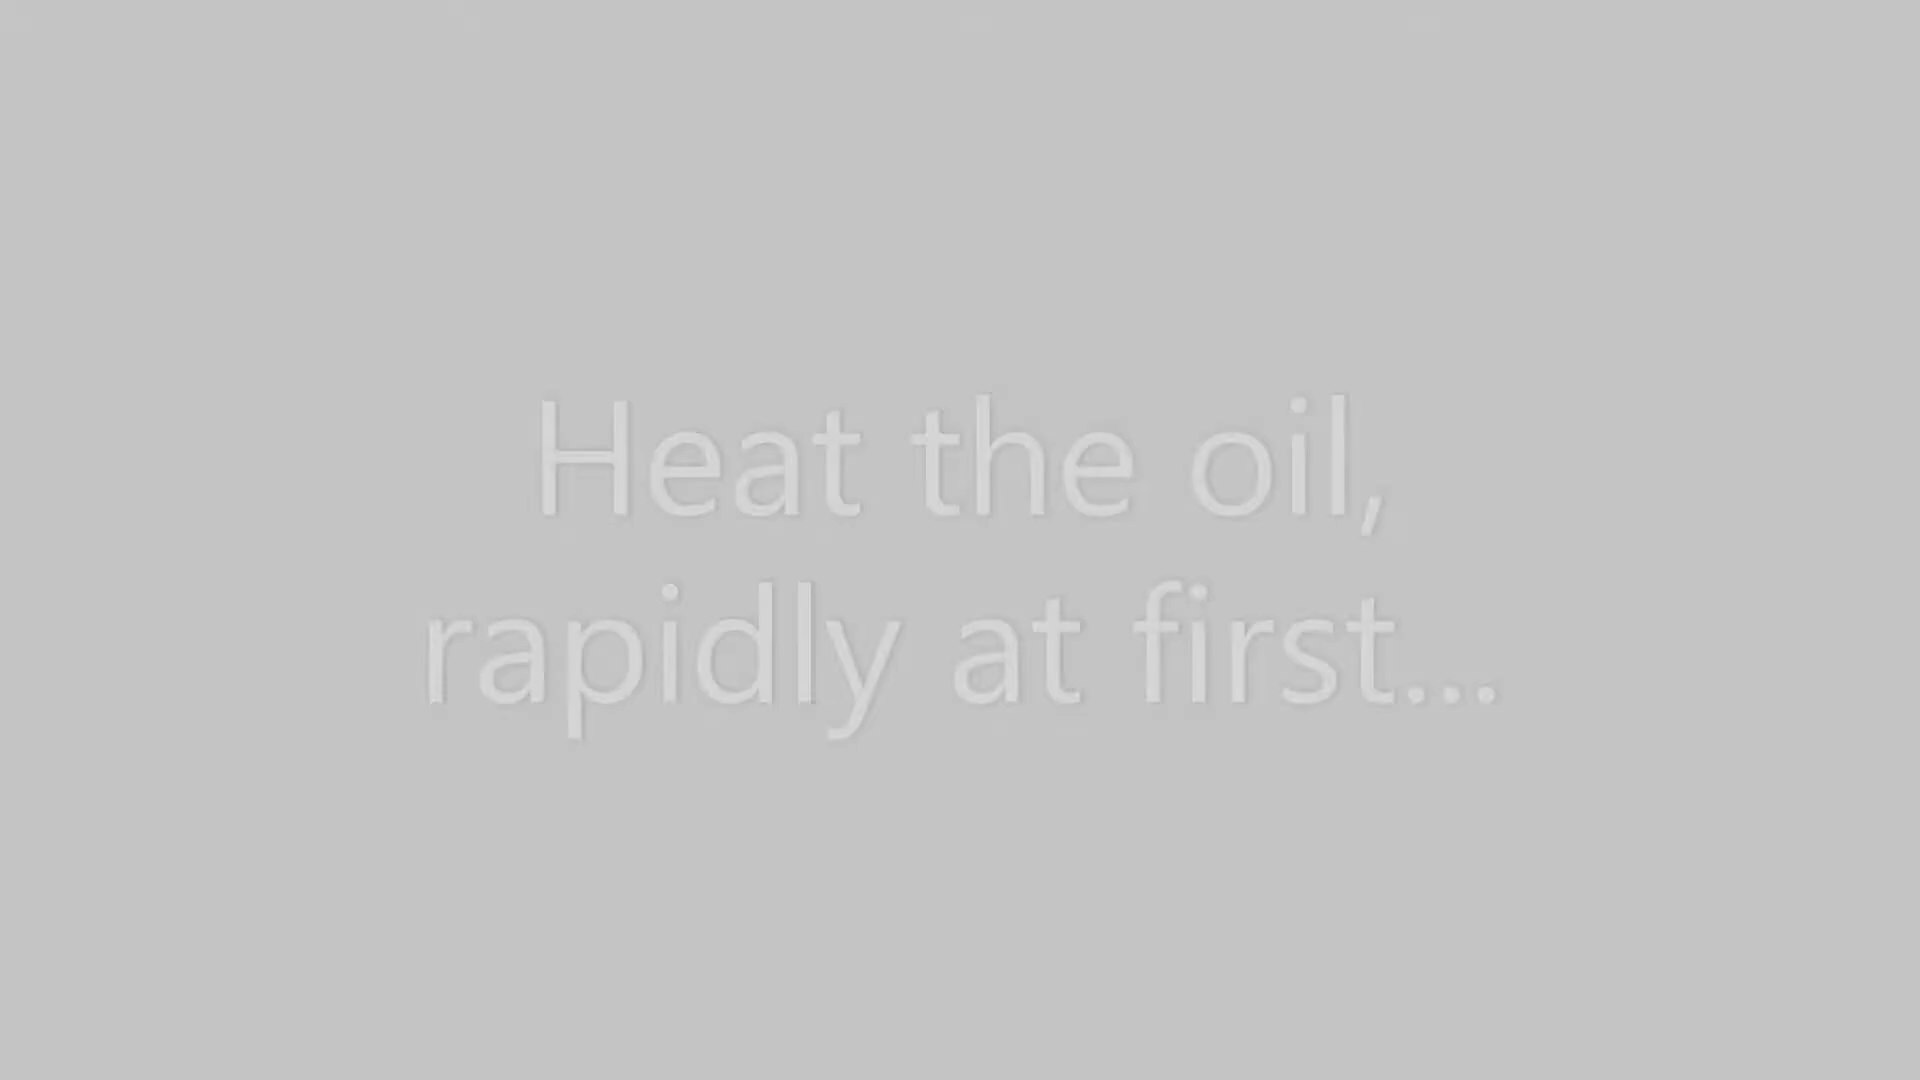 Heat the oil,
rapidly at first...